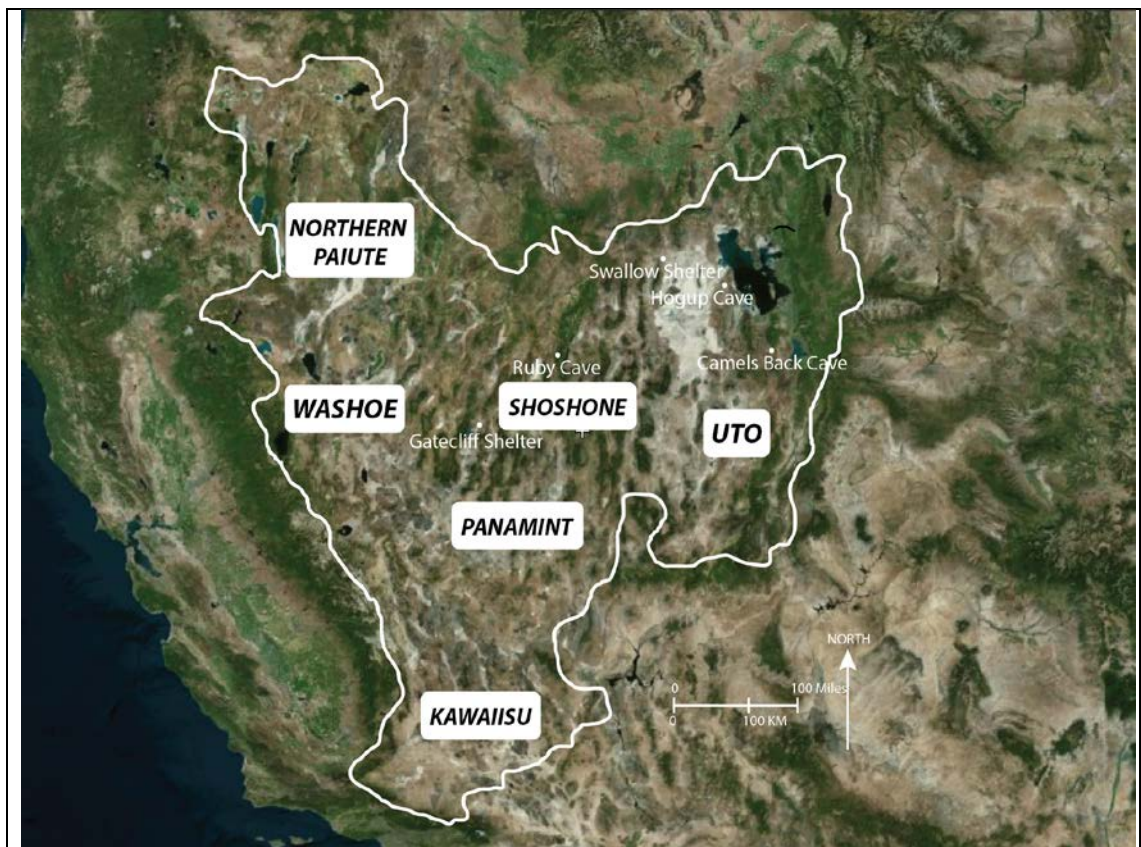 NORTHERN
PAIUTE
Swallow Shelter
Hogup Cave
Ruby Cave
Camels Back Cave
WASHOE
SHOSHONE
UTO
Gatecliff Shelter
PANAMINT
NORTH
0
100 Miles
0
100 KM
KAWAIISU